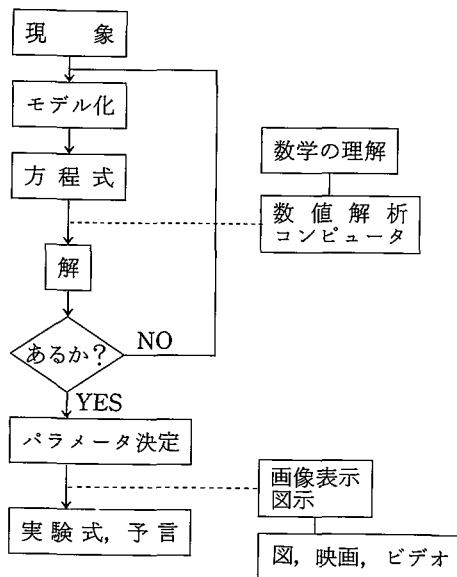 現象
モデル化
方程式
数学の理解
数値解析
コンピュータ
解
あるか?
NO
YES
パラメータ決定
画像表示
図示
実験式, 予言
図, 映画, ビデオ